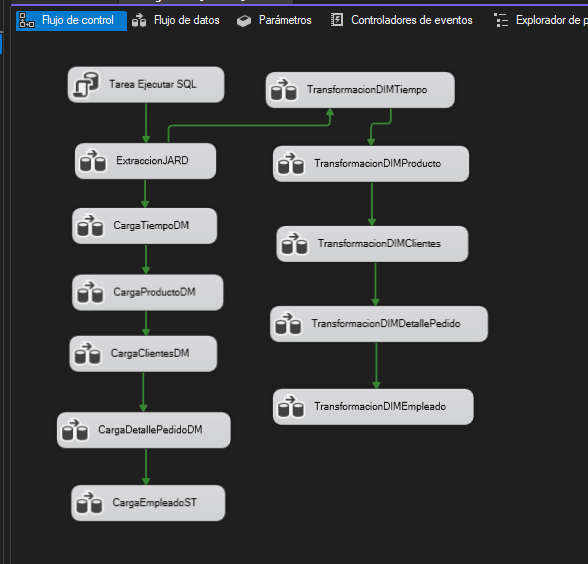 Flujo de control
Flujo de datos
Parámetros
Controladores de eventos
Explorador de p
Tarea Ejecutar SQL
ExtraccionJARD
CargaTiempoDM
CargaProductoDM
CargaClientesDM
CargaDetallePedidoDM
CargaEmpleadoST
TransformacionDIMTiempo
TransformacionDIMProducto
TransformacionDIMClientes
TransformacionDIMDetallePedido
TransformacionDIMEmpleado